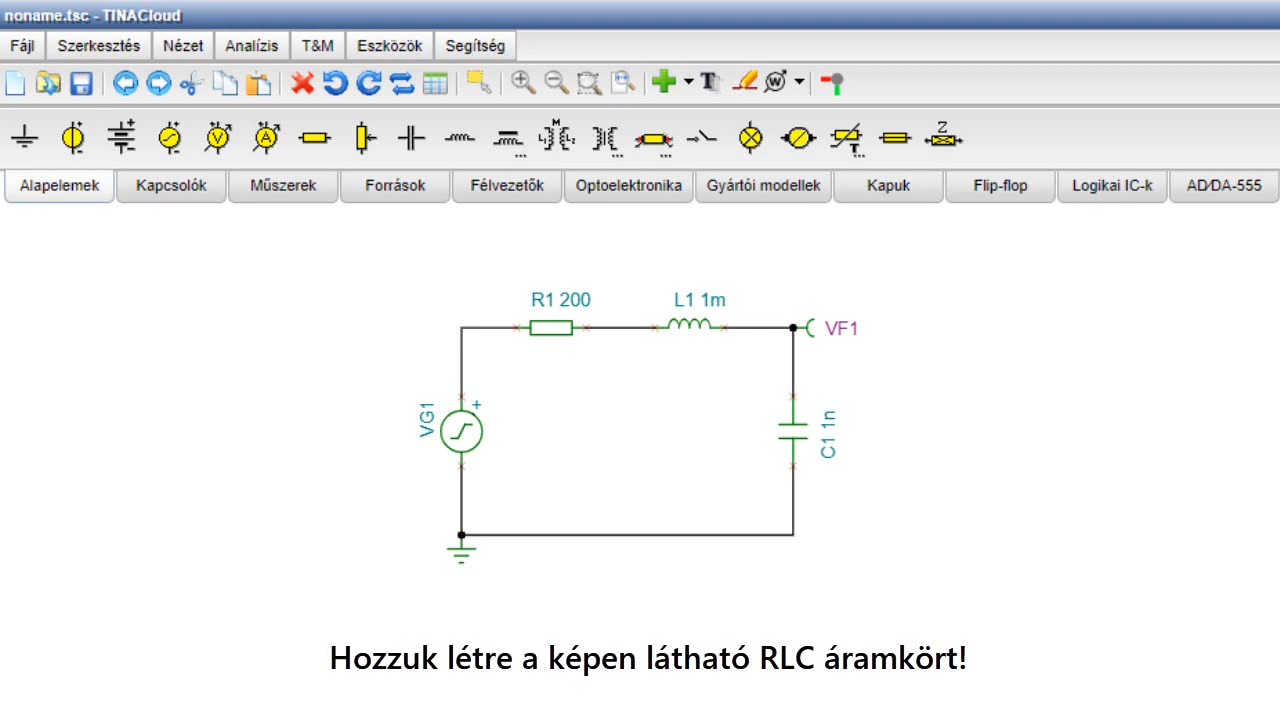 noname.tsc - TINACloud
Fájl Szerkesztés Nézet Analízis T&M Eszközök Segítség
T W
+ + + V A M L L T Z
Alapelemek Kapcsolók Műszerek Források Félvezetők Optoelektronika Gyártói modellek Kapuk Flip-flop Logikai IC-k AD/DA-555
R1 200 L1 1m
VF1
VG1 +
C1 1n
Hozzuk létre a képen látható RLC áramkört!